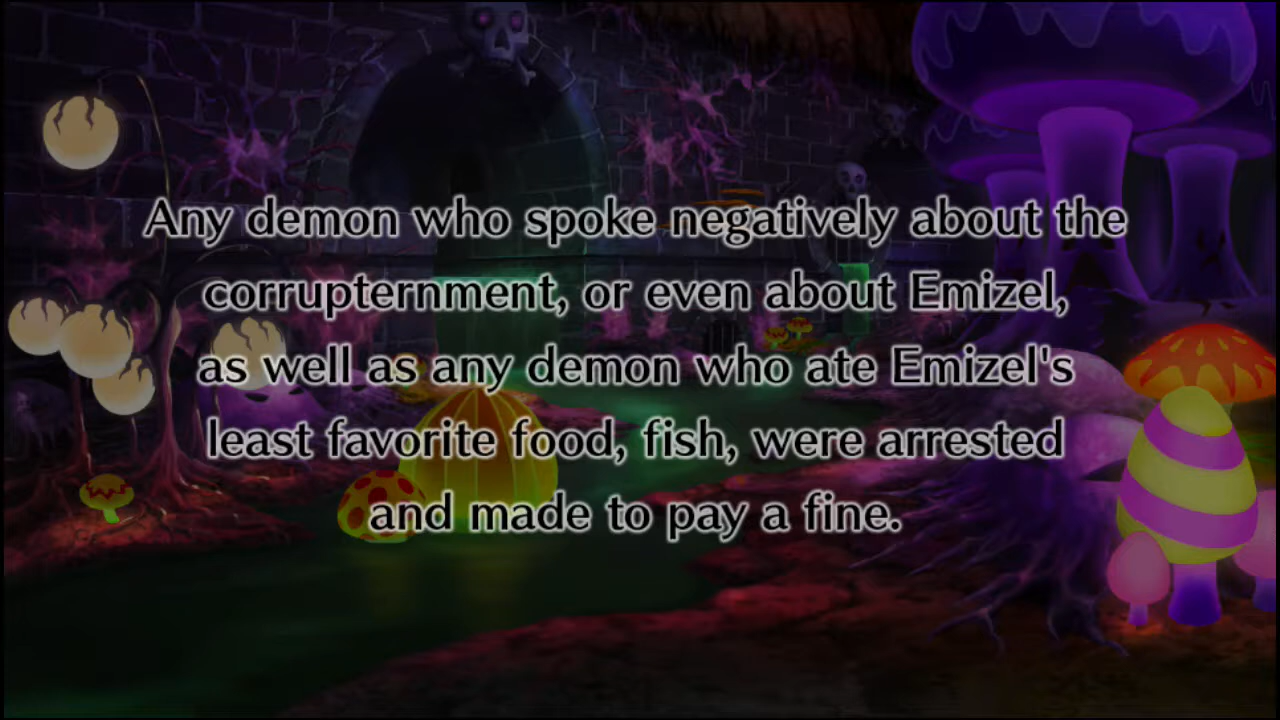 Any demon who spoke negatively about the
corrupternment, or even about Emizel,
as well as any demon who ate Emizel's
least favorite food, fish, were arrested
and made to pay a fine.